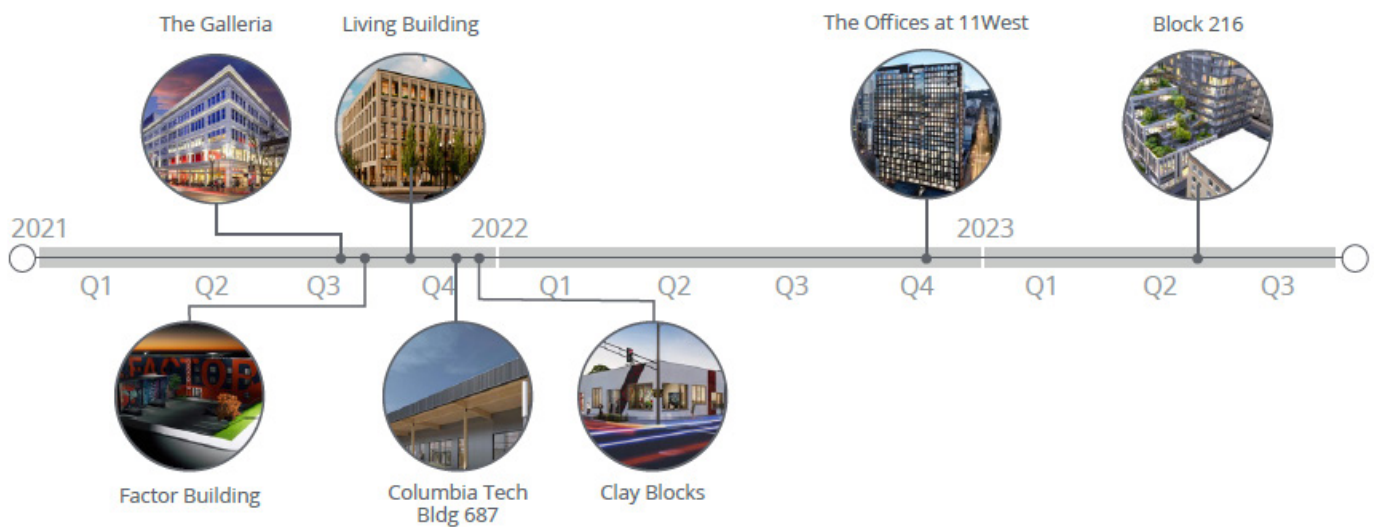 The Galleria
Living Building
The Offices at 11West
Block 216
2021
2022
2023
Q1
Q2
Q3
Q4
Q1
Q2
Q3
Q4
Q1
Q2
Q3
FACTOR
Factor Building
Columbia Tech
Bldg 687
Clay Blocks